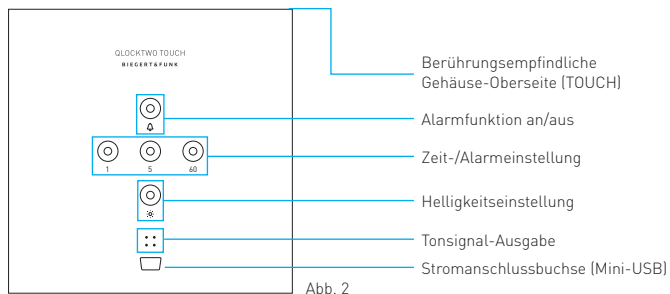 QLOCKTWO TOUCH
BIEGERT&FUNK
1 5 60
Berührungsempfindliche
Gehäuse-Oberseite (TOUCH)
Alarmfunktion an/aus
Zeit-/Alarmeinstellung
Helligkeitseinstellung
Tonsignal-Ausgabe
Stromanschlussbuchse (Mini-USB)
Abb. 2